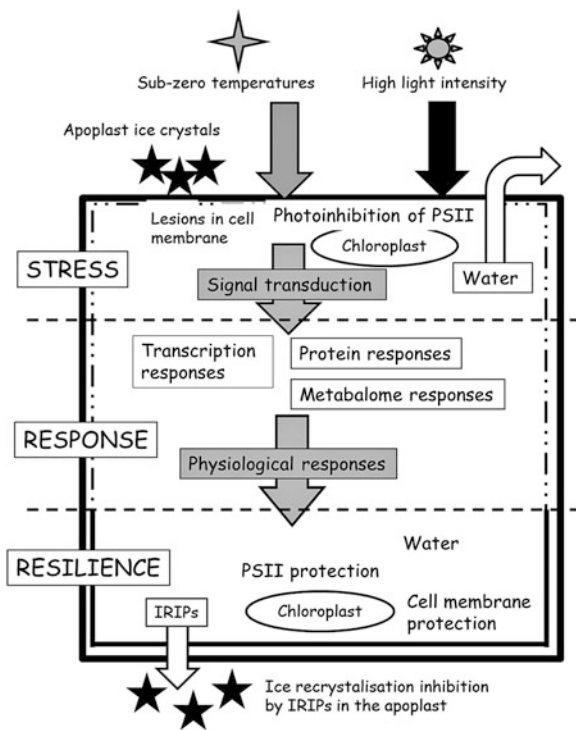 Sub-zero temperatures
High light intensity
Apoplast ice crystals
Lesions in cell
membrane
Photoinhibition of PSII
Chloroplast
STRESS
Water
Signal transduction
Transcription
responses
Protein responses
Metabalome responses
RESPONSE
Physiological responses
Water
RESILIENCE
PSII protection
IRIPs
Chloroplast
Cell membrane
protection
Ice recrystalisation inhibition
by IRIPs in the apoplast